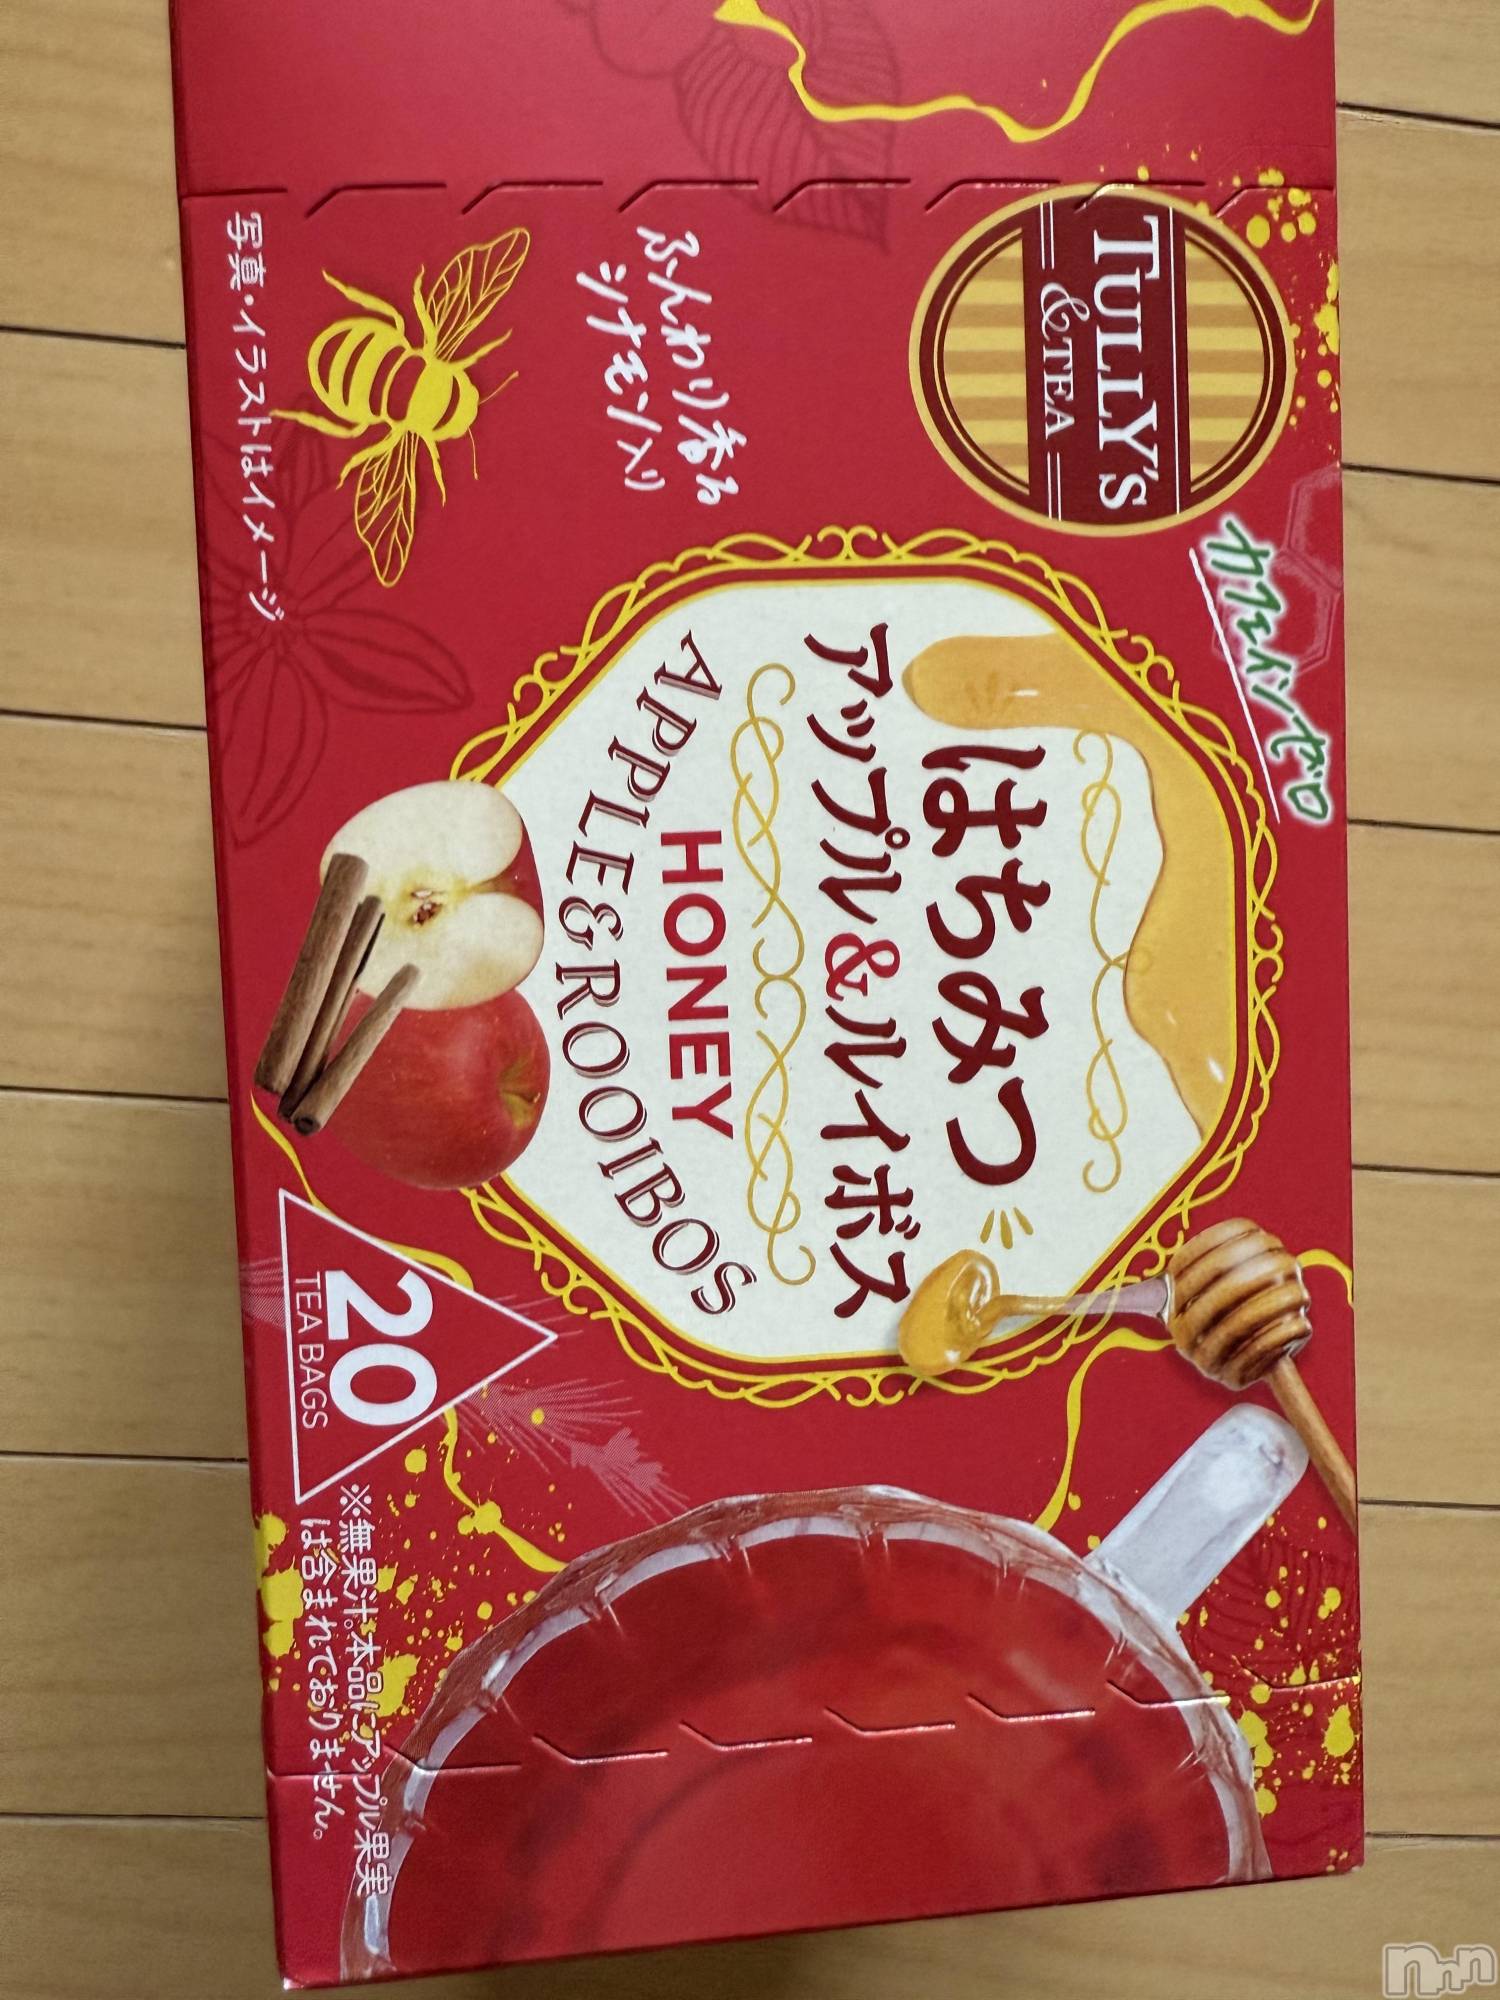 TULLY'S
&TEA
カフェインゼロ
ふんわり香る
シナモン入り
はちみつ
アップル&ルイボス
HONEY
APPLE&ROOIBOS
20
TEA BAGS
写真・イラストはイメージ
※無果汁。本品にアップル果実
は含まれておりません。
nnn